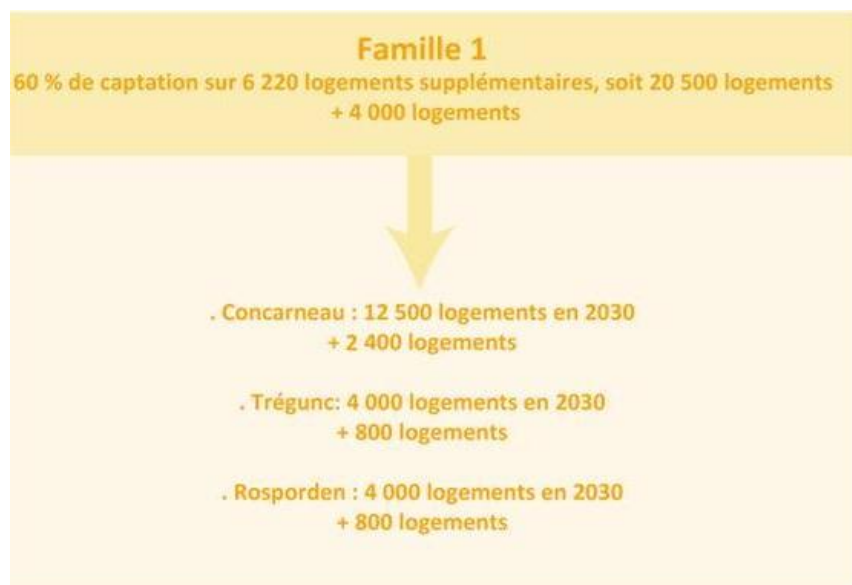 Famille 1
60 % de captation sur 6 220 logements supplémentaires, soit 20 500 logements
+ 4 000 logements
. Concarneau : 12 500 logements en 2030
+ 2 400 logements
. Trégunc: 4 000 logements en 2030
+ 800 logements
. Rosporden : 4 000 logements en 2030
+ 800 logements